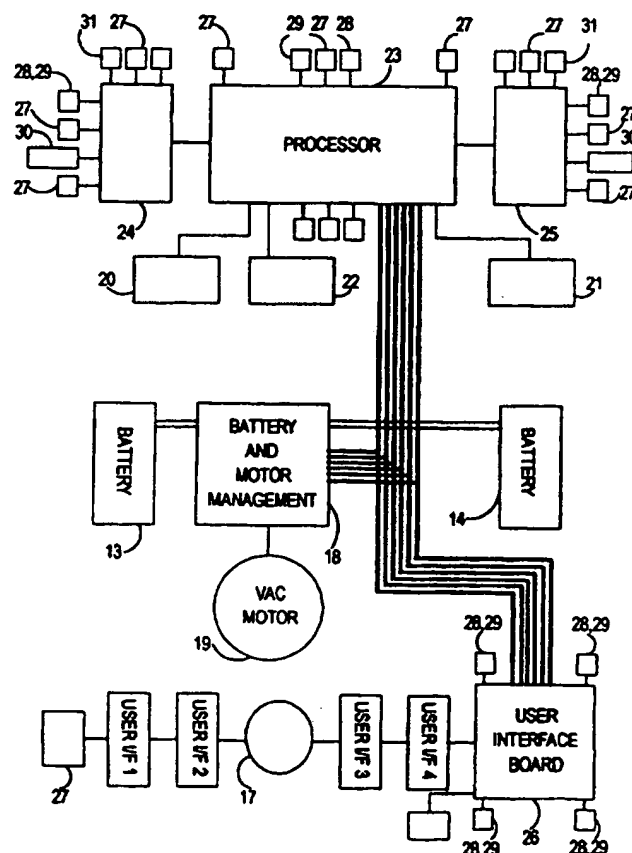 31 27 27 29 27 28 23 27 27 31
28,29 28,29
27 27
30 PROCESSOR 30
27 27
24 25
20 22 21
BATTERY
BATTERY
AND
MOTOR
MANAGEMENT
BATTERY
13 18 14
VAC
MOTOR
19
28,29 28,29
USER I/F 1 USER I/F 2 USER I/F 3 USER I/F 4
USER
INTERFACE
BOARD
27 17
28,29 26 28,29